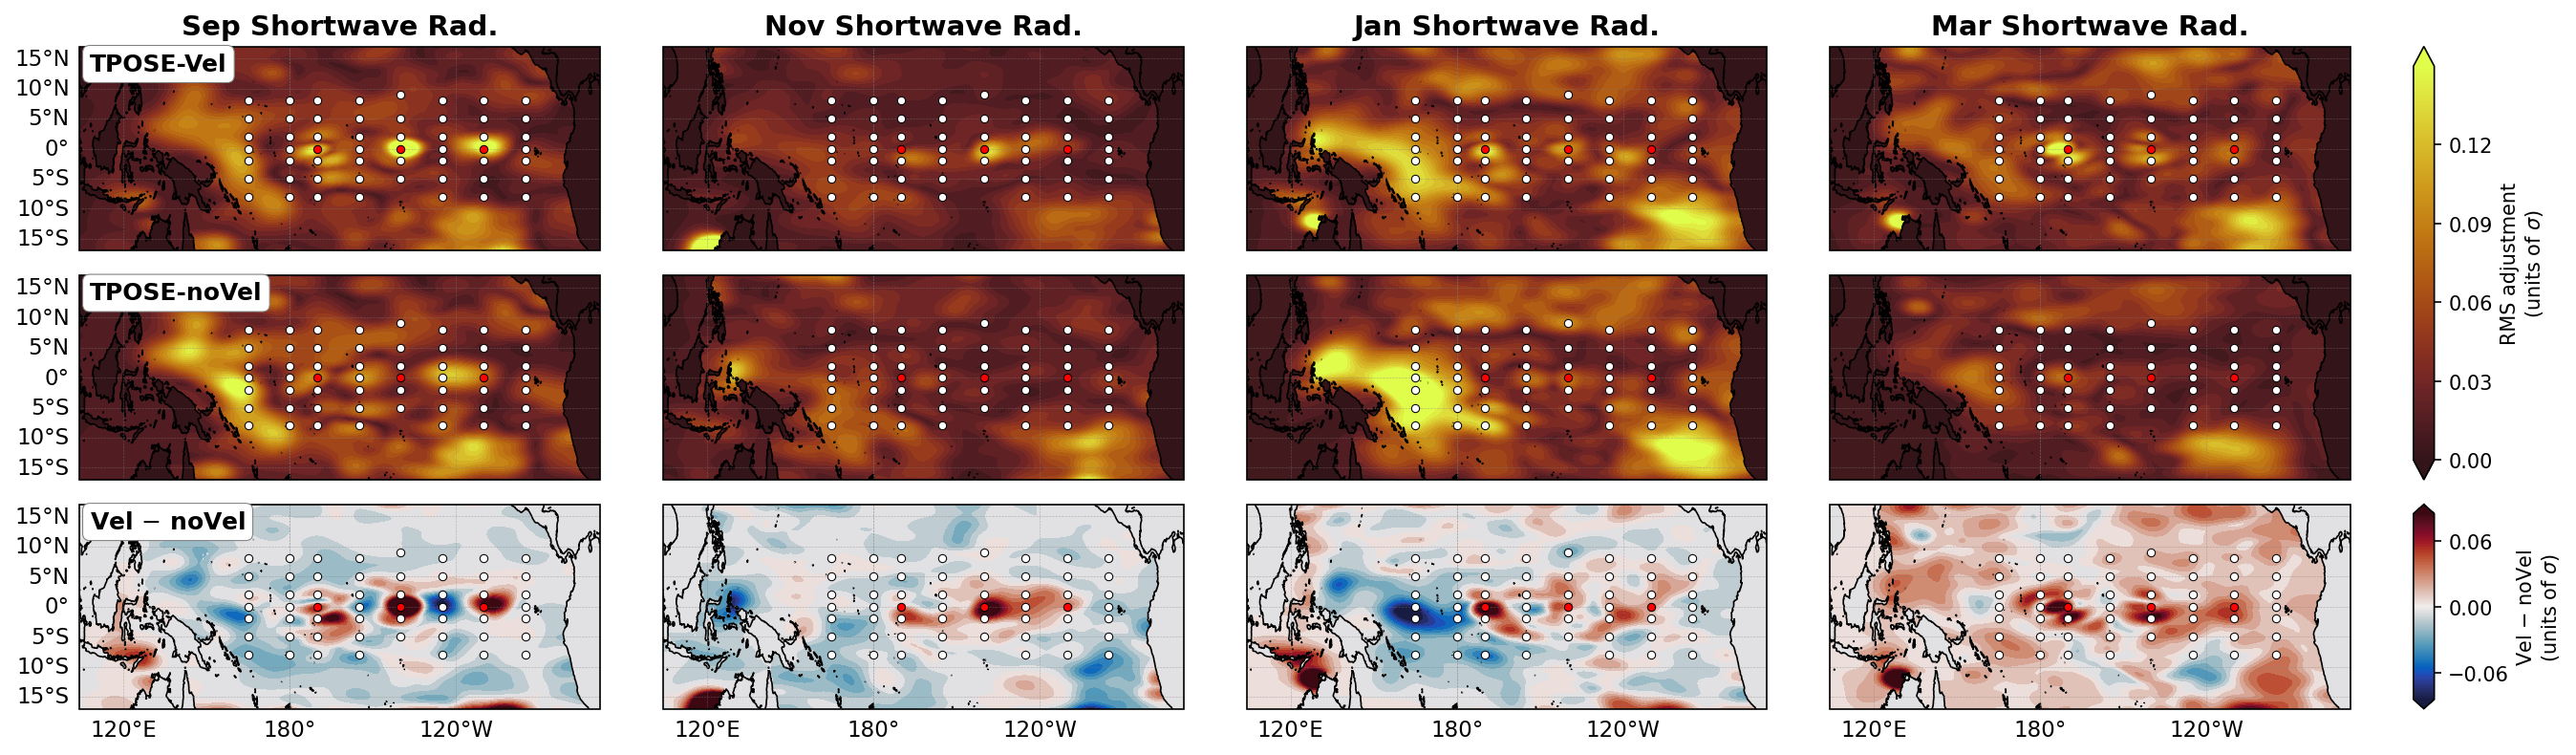 Sep Shortwave Rad.
Nov Shortwave Rad.
Jan Shortwave Rad.
Mar Shortwave Rad.
TPOSE-Vel
15°N
10°N
5°N
0°
5°S
10°S
15°S
TPOSE-noVel
15°N
10°N
5°N
0°
5°S
10°S
15°S
Vel − noVel
15°N
10°N
5°N
0°
5°S
10°S
15°S
120°E
180°
120°W
120°E
180°
120°W
120°E
180°
120°W
120°E
180°
120°W
0.12
0.09
0.06
0.03
0.00
RMS adjustment
(units of σ)
0.06
0.00
−0.06
Vel − noVel
(units of σ)